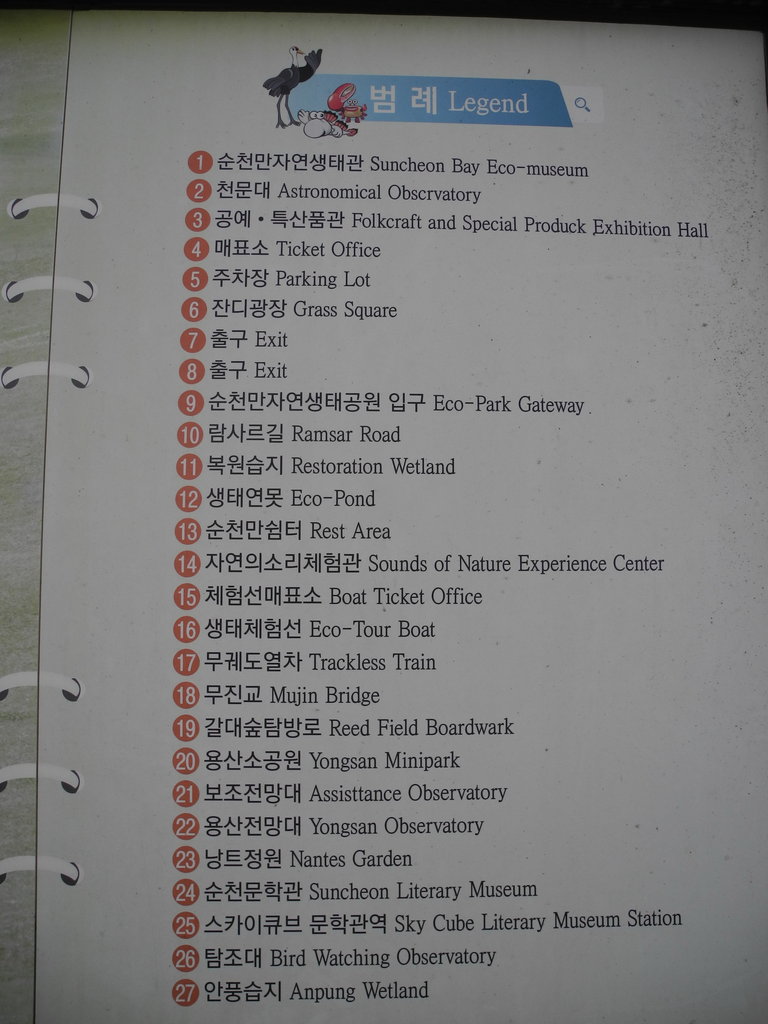 범 례 Legend
1 순천만자연생태관 Suncheon Bay Eco-museum
2 천문대 Astronomical Obscrvatory
3 공예・특산품관 Folkcraft and Special Produck Exhibition Hall
4 매표소 Ticket Office
5 주차장 Parking Lot
6 잔디광장 Grass Square
7 출구 Exit
8 출구 Exit
9 순천만자연생태공원 입구 Eco-Park Gateway
10 람사르길 Ramsar Road
11 복원습지 Restoration Wetland
12 생태연못 Eco-Pond
13 순천만쉼터 Rest Area
14 자연의소리체험관 Sounds of Nature Experience Center
15 체험선매표소 Boat Ticket Office
16 생태체험선 Eco-Tour Boat
17 무궤도열차 Trackless Train
18 무진교 Mujin Bridge
19 갈대숲탐방로 Reed Field Boardwark
20 용산소공원 Yongsan Minipark
21 보조전망대 Assisttance Observatory
22 용산전망대 Yongsan Observatory
23 낭트정원 Nantes Garden
24 순천문학관 Suncheon Literary Museum
25 스카이큐브 문학관역 Sky Cube Literary Museum Station
26 탐조대 Bird Watching Observatory
27 안풍습지 Anpung Wetland